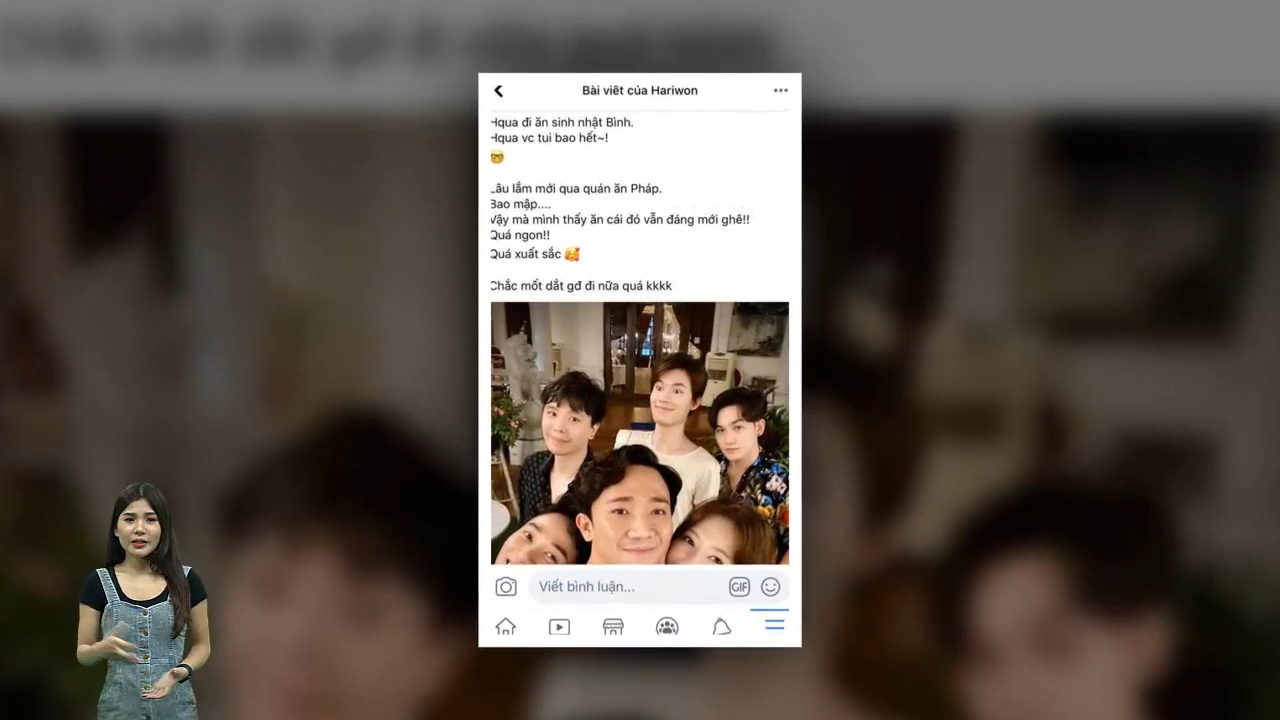 Bài viết của Hariwon
Hqua đi ăn sinh nhật Bình.
Hqua vc tui bao hết~!
Lâu lắm mới qua quán ăn Pháp.
Bao mập....
Vậy mà mình thấy ăn cái đó vẫn đáng mới ghê!!
Quá ngon!!
Quá xuất sắc
Chắc mốt dắt gđ đi nữa quá kkkk
Viết bình luận...
GIF